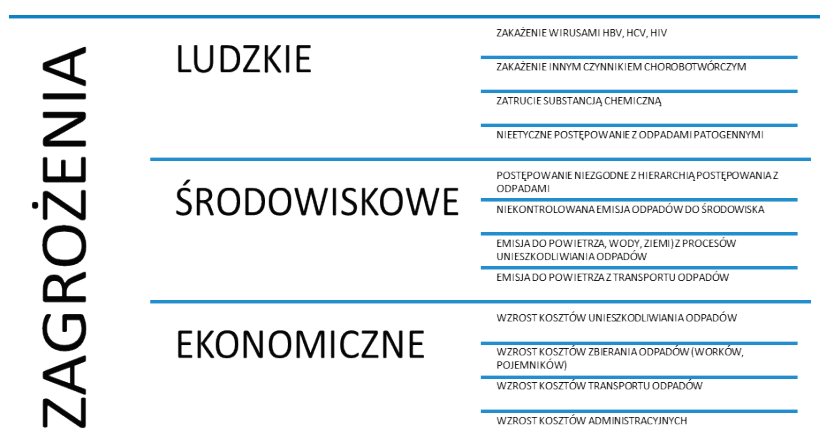 ZAGROŻENIA
LUDZKIE
ZAKAŻENIE WIRUSAMI HBV, HCV, HIV
ZAKAŻENIE INNYM CZYNNIKIEM CHOROBOTWÓRCZYM
ZATRUCIE SUBSTANCJĄ CHEMICZNĄ
NIEETYCZNE POSTĘPOWANIE Z ODPADAMI PATOGENNYMI
ŚRODOWISKOWE
POSTĘPOWANIE NIEZGODNE Z HIERARCHIĄ POSTĘPOWANIA Z
ODPADAMI
NIEKONTROLOWANA EMISJA ODPADÓW DO ŚRODOWISKA
EMISJA DO POWIETRZA, WODY, ZIEMI) Z PROCESÓW
UNIESZKODLIWIANIA ODPADÓW
EMISJA DO POWIETRZA Z TRANSPORTU ODPADÓW
EKONOMICZNE
WZROST KOSZTÓW UNIESZKODLIWIANIA ODPADÓW
WZROST KOSZTÓW ZBIERANIA ODPADÓW (WORKÓW,
POJEMNIKÓW)
WZROST KOSZTÓW TRANSPORTU ODPADÓW
WZROST KOSZTÓW ADMINISTRACYJNYCH